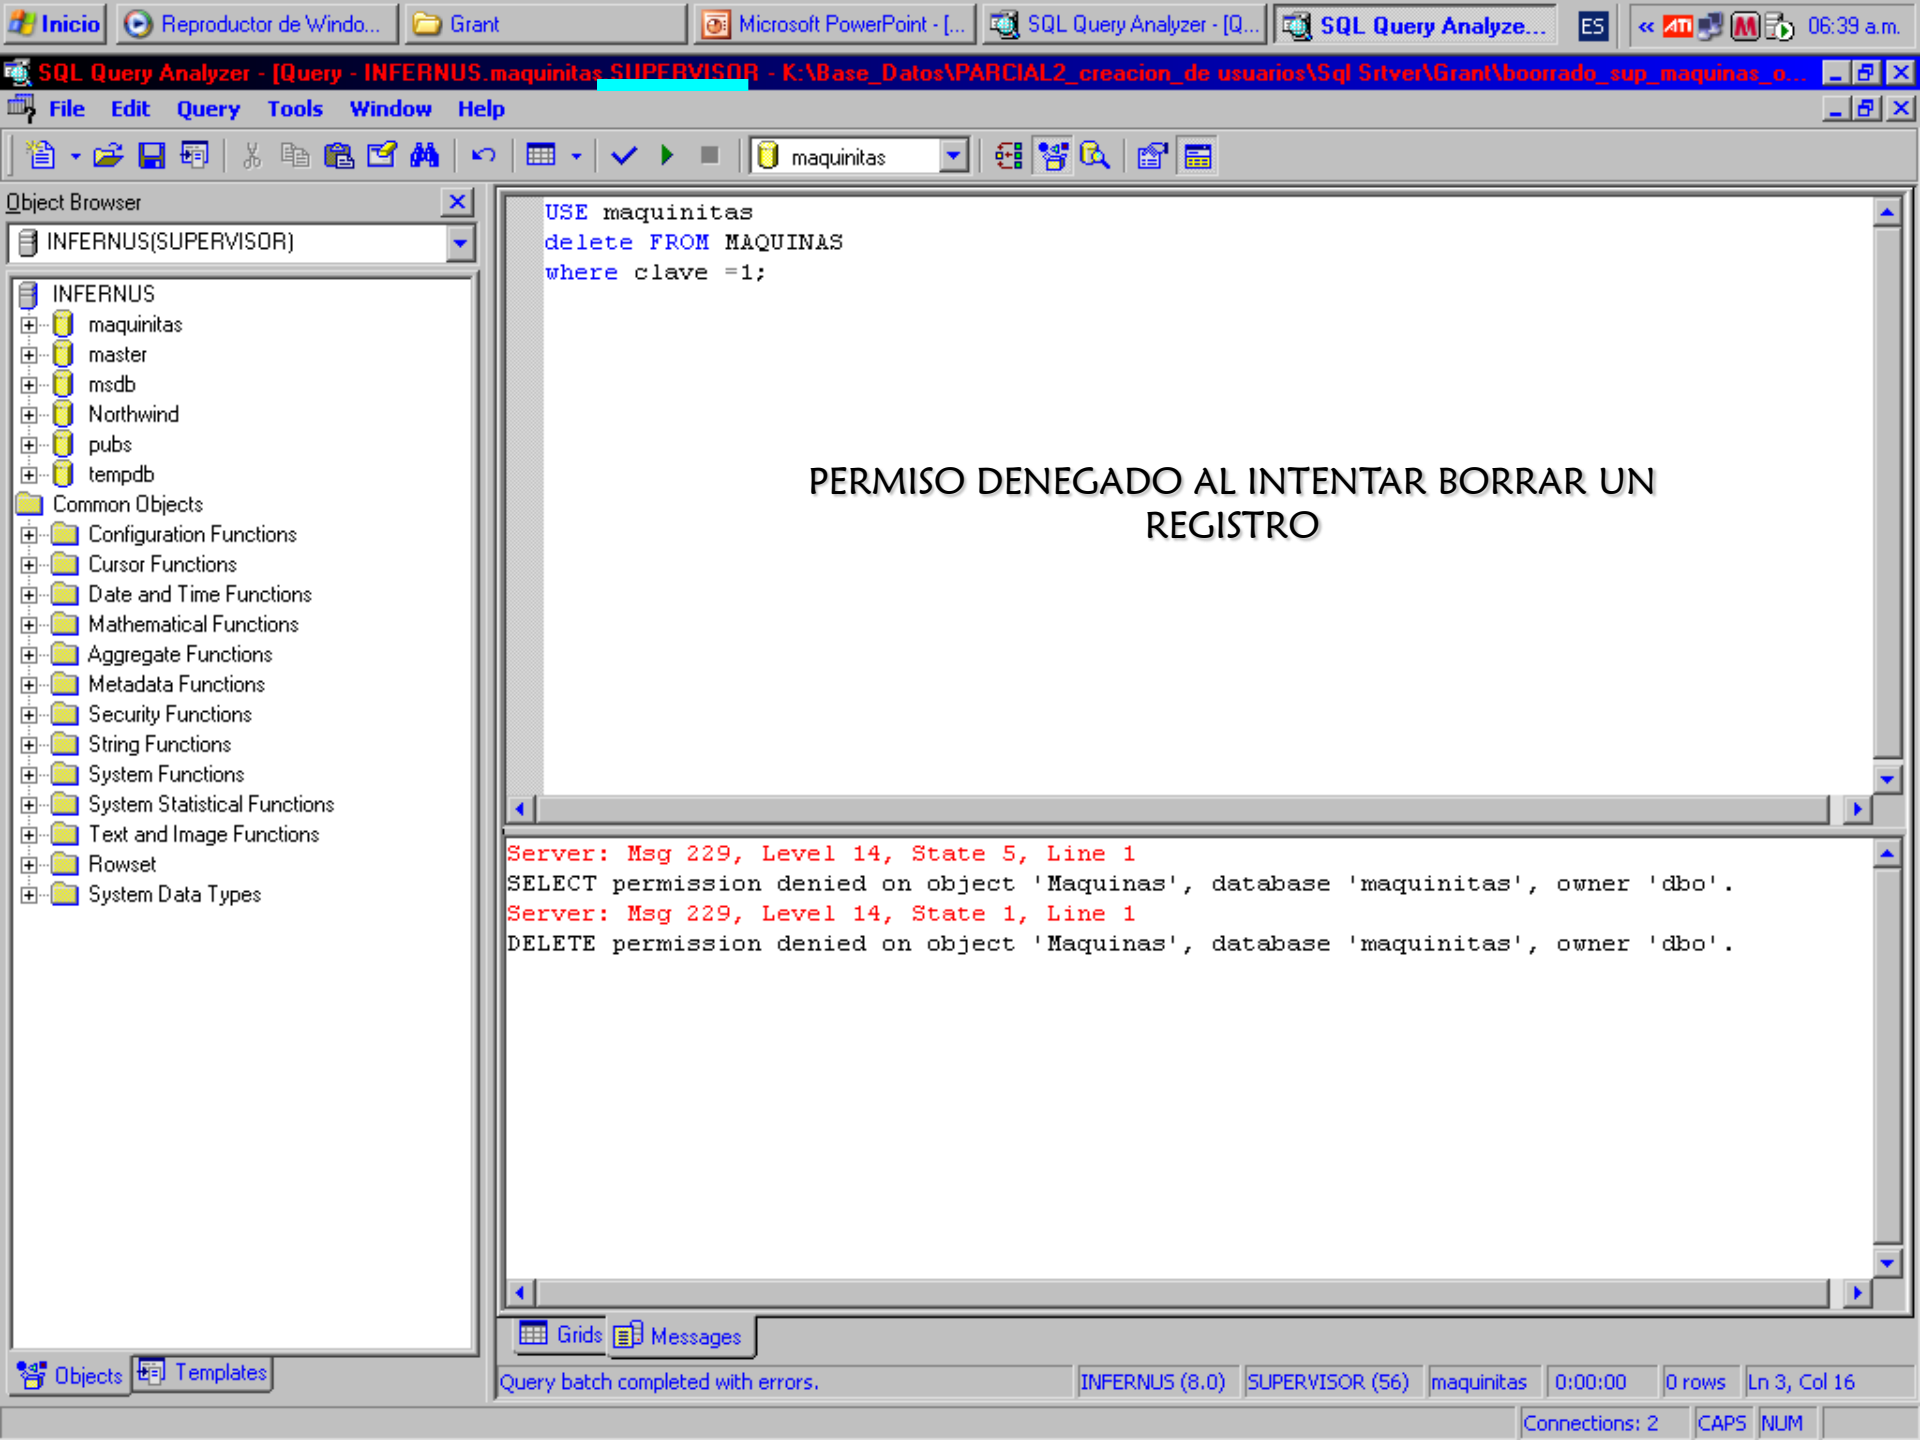 Inicio
Reproductor de Windo...
Grant
Microsoft PowerPoint - [...
SQL Query Analyzer - [Q...
SQL Query Analyze...
ES
«
ATI
M
06:39 a.m.
SQL Query Analyzer - [Query - INFERNUS.maquinitas.SUPERVISOR - K:\Base_Datos\PARCIAL2_creacion_de usuarios\Sql Srtver\Grant\boorrado_sup_maquinas_o...
File Edit Query Tools Window Help
maquinitas
Object Browser
INFERNUS(SUPERVISOR)
INFERNUS
maquinitas
master
msdb
Northwind
pubs
tempdb
Common Objects
Configuration Functions
Cursor Functions
Date and Time Functions
Mathematical Functions
Aggregate Functions
Metadata Functions
Security Functions
String Functions
System Functions
System Statistical Functions
Text and Image Functions
Rowset
System Data Types
Objects
Templates
USE maquinitas
delete FROM MAQUINAS
where clave =1;
PERMISO DENEGADO AL INTENTAR BORRAR UN
REGISTRO
Server: Msg 229, Level 14, State 5, Line 1
SELECT permission denied on object 'Maquinas', database 'maquinitas', owner 'dbo'.
Server: Msg 229, Level 14, State 1, Line 1
DELETE permission denied on object 'Maquinas', database 'maquinitas', owner 'dbo'.
Grids
Messages
Query batch completed with errors.
INFERNUS (8.0)
SUPERVISOR (56)
maquinitas
0:00:00
0 rows
Ln 3, Col 16
Connections: 2
CAPS
NUM